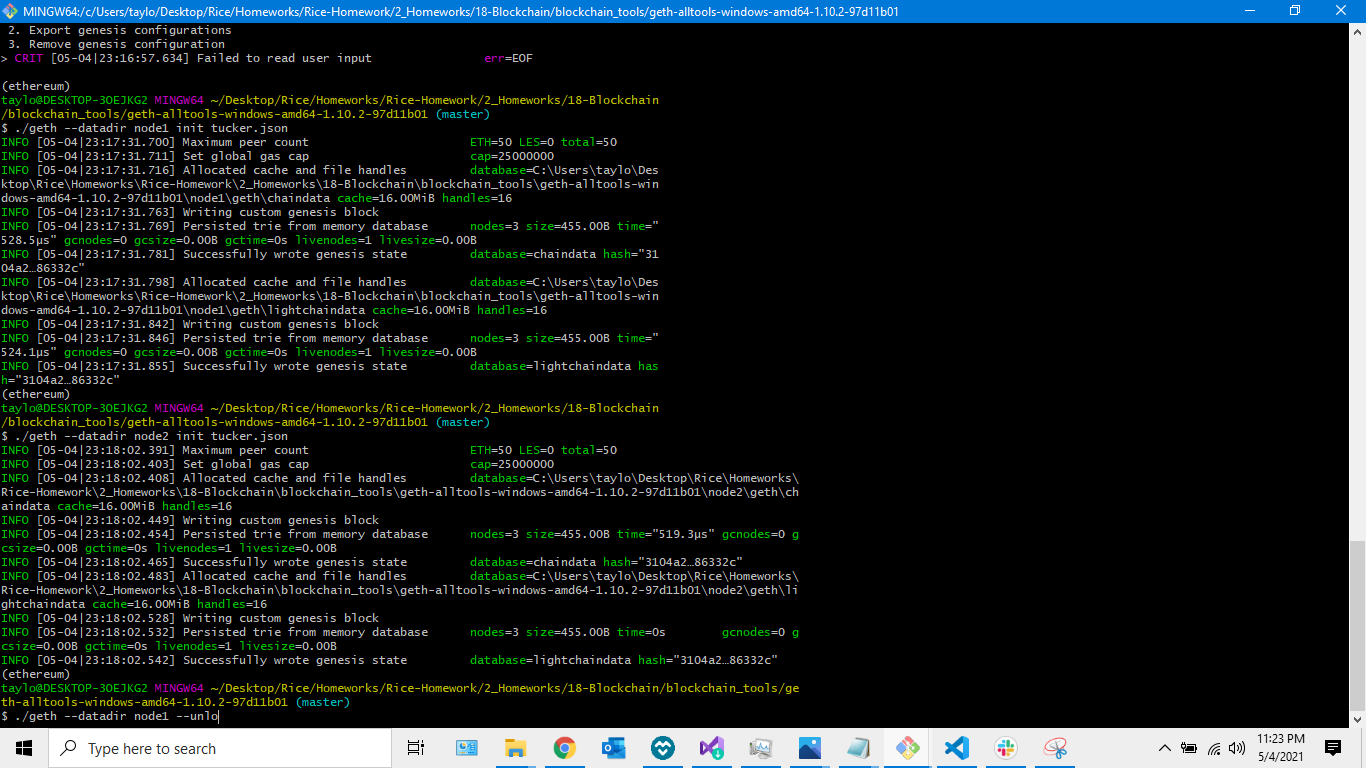 MINGW64:/c/Users/taylo/Desktop/Rice/Homeworks/Rice-Homework/2_Homeworks/18-Blockchain/blockchain_tools/geth-alltools-windows-amd64-1.10.2-97d11b01
2. Export genesis configurations
3. Remove genesis configuration
> CRIT [05-04|23:16:57.634] Failed to read user input err=EOF
(ethereum)
taylo@DESKTOP-3OEJKG2 MINGW64 ~/Desktop/Rice/Homeworks/Rice-Homework/2_Homeworks/18-Blockchain
/blockchain_tools/geth-alltools-windows-amd64-1.10.2-97d11b01 (master)
$ ./geth --datadir node1 init tucker.json
INFO [05-04|23:17:31.700] Maximum peer count ETH=50 LES=0 total=50
INFO [05-04|23:17:31.711] Set global gas cap cap=25000000
INFO [05-04|23:17:31.716] Allocated cache and file handles database=C:\Users\taylo\Des
ktop\Rice\Homeworks\Rice-Homework\2_Homeworks\18-Blockchain\blockchain_tools\geth-alltools-win
dows-amd64-1.10.2-97d11b01\node1\geth\chaindata cache=16.00MiB handles=16
INFO [05-04|23:17:31.763] Writing custom genesis block
INFO [05-04|23:17:31.769] Persisted trie from memory database nodes=3 size=455.00B time="
528.5µs" gcnodes=0 gcsize=0.00B gctime=0s livenodes=1 livesize=0.00B
INFO [05-04|23:17:31.781] Successfully wrote genesis state database=chaindata hash="31
04a2…86332c"
INFO [05-04|23:17:31.798] Allocated cache and file handles database=C:\Users\taylo\Des
ktop\Rice\Homeworks\Rice-Homework\2_Homeworks\18-Blockchain\blockchain_tools\geth-alltools-win
dows-amd64-1.10.2-97d11b01\node1\geth\lightchaindata cache=16.00MiB handles=16
INFO [05-04|23:17:31.842] Writing custom genesis block
INFO [05-04|23:17:31.846] Persisted trie from memory database nodes=3 size=455.00B time="
524.1µs" gcnodes=0 gcsize=0.00B gctime=0s livenodes=1 livesize=0.00B
INFO [05-04|23:17:31.855] Successfully wrote genesis state database=lightchaindata has
h="3104a2…86332c"
(ethereum)
taylo@DESKTOP-3OEJKG2 MINGW64 ~/Desktop/Rice/Homeworks/Rice-Homework/2_Homeworks/18-Blockchain
/blockchain_tools/geth-alltools-windows-amd64-1.10.2-97d11b01 (master)
$ ./geth --datadir node2 init tucker.json
INFO [05-04|23:18:02.391] Maximum peer count ETH=50 LES=0 total=50
INFO [05-04|23:18:02.403] Set global gas cap cap=25000000
INFO [05-04|23:18:02.408] Allocated cache and file handles database=C:\Users\taylo\Desktop\Rice\Homeworks\
Rice-Homework\2_Homeworks\18-Blockchain\blockchain_tools\geth-alltools-windows-amd64-1.10.2-97d11b01\node2\geth\ch
aindata cache=16.00MiB handles=16
INFO [05-04|23:18:02.449] Writing custom genesis block
INFO [05-04|23:18:02.454] Persisted trie from memory database nodes=3 size=455.00B time="519.3µs" gcnodes=0 g
csize=0.00B gctime=0s livenodes=1 livesize=0.00B
INFO [05-04|23:18:02.465] Successfully wrote genesis state database=chaindata hash="3104a2…86332c"
INFO [05-04|23:18:02.483] Allocated cache and file handles database=C:\Users\taylo\Desktop\Rice\Homeworks\
Rice-Homework\2_Homeworks\18-Blockchain\blockchain_tools\geth-alltools-windows-amd64-1.10.2-97d11b01\node2\geth\li
ghtchaindata cache=16.00MiB handles=16
INFO [05-04|23:18:02.528] Writing custom genesis block
INFO [05-04|23:18:02.532] Persisted trie from memory database nodes=3 size=455.00B time=0s gcnodes=0 g
csize=0.00B gctime=0s livenodes=1 livesize=0.00B
INFO [05-04|23:18:02.542] Successfully wrote genesis state database=lightchaindata hash="3104a2…86332c"
(ethereum)
taylo@DESKTOP-3OEJKG2 MINGW64 ~/Desktop/Rice/Homeworks/Rice-Homework/2_Homeworks/18-Blockchain/blockchain_tools/ge
th-alltools-windows-amd64-1.10.2-97d11b01 (master)
$ ./geth --datadir node1 --unlo
Type here to search
11:23 PM
5/4/2021